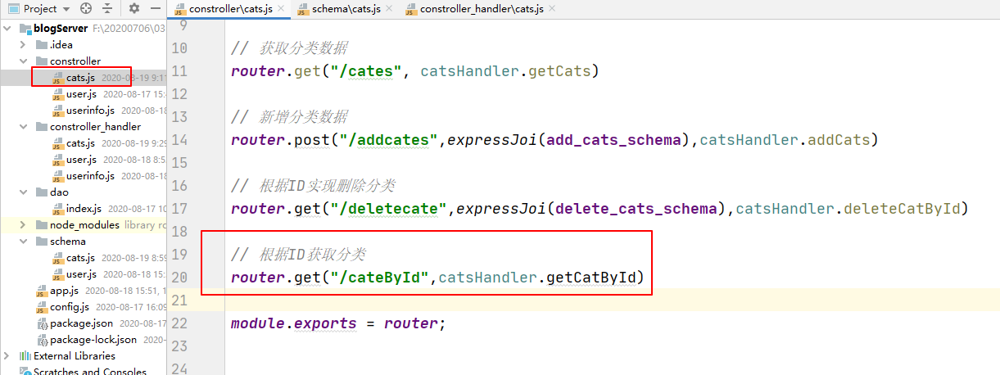 Project
constroller\cats.js
schema\cats.js
constroller_handler\cats.js
blogServer F:\20200706\03
.idea
constroller
cats.js 2020-08-19 9:11
user.js 2020-08-17 15:4
userinfo.js 2020-08-18
constroller_handler
cats.js 2020-08-19 9:29
user.js 2020-08-18 8:5
userinfo.js 2020-08-18
dao
index.js 2020-08-17 10
node_modules library ro
schema
cats.js 2020-08-19 8:59
user.js 2020-08-18 15:
app.js 2020-08-18 15:51, 1
config.js 2020-08-17 16:09
package.json 2020-08-17
package-lock.json 2020-
External Libraries
Scratches and Consoles
9
10 // 获取分类数据
11 router.get("/cates", catsHandler.getCats)
12
13 // 新增分类数据
14 router.post("/addcates",expressJoi(add_cats_schema),catsHandler.addCats)
15
16 // 根据ID实现删除分类
17 router.get("/deletecate",expressJoi(delete_cats_schema),catsHandler.deleteCatById)
18
19 // 根据ID获取分类
20 router.get("/cateById",catsHandler.getCatById)
21
22 module.exports = router;
23
24